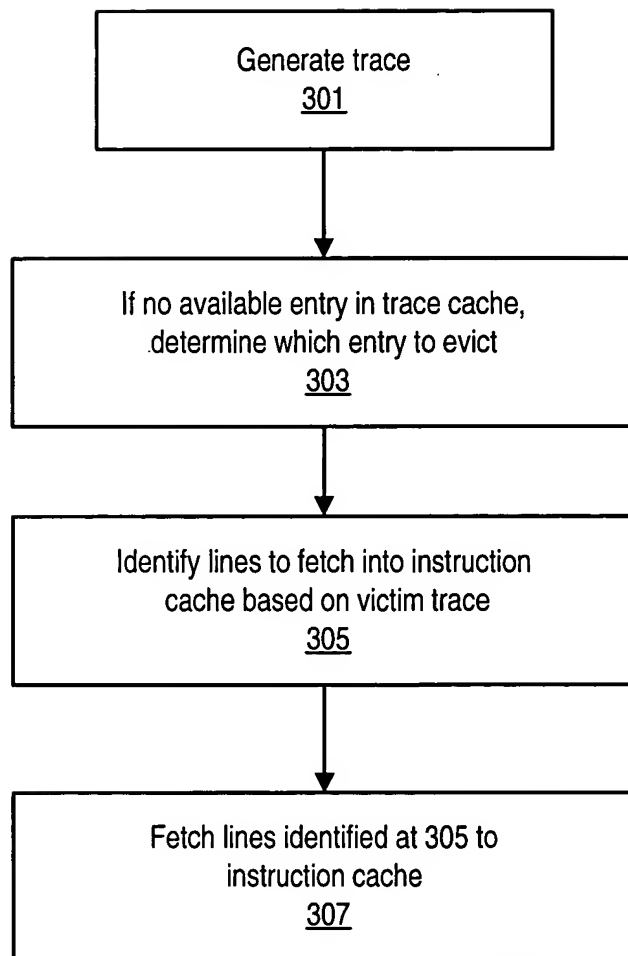 Generate trace
301
If no available entry in trace cache,
determine which entry to evict
303
Identify lines to fetch into instruction
cache based on victim trace
305
Fetch lines identified at 305 to
instruction cache
307